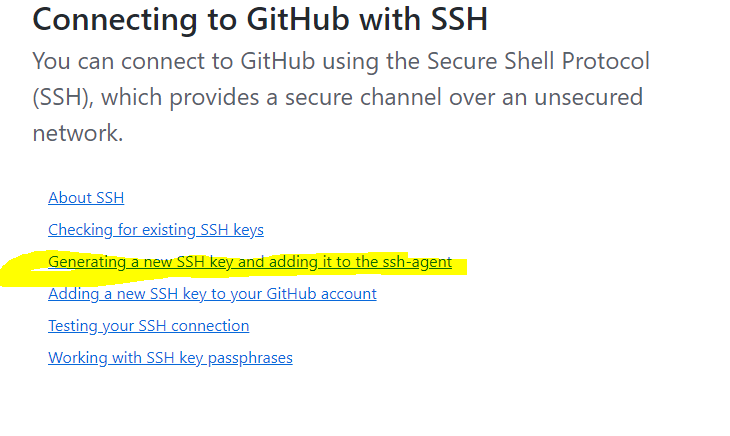 Connecting to GitHub with SSH
You can connect to GitHub using the Secure Shell Protocol
(SSH), which provides a secure channel over an unsecured
network.
About SSH
Checking for existing SSH keys
Generating a new SSH key and adding it to the ssh-agent
Adding a new SSH key to your GitHub account
Testing your SSH connection
Working with SSH key passphrases